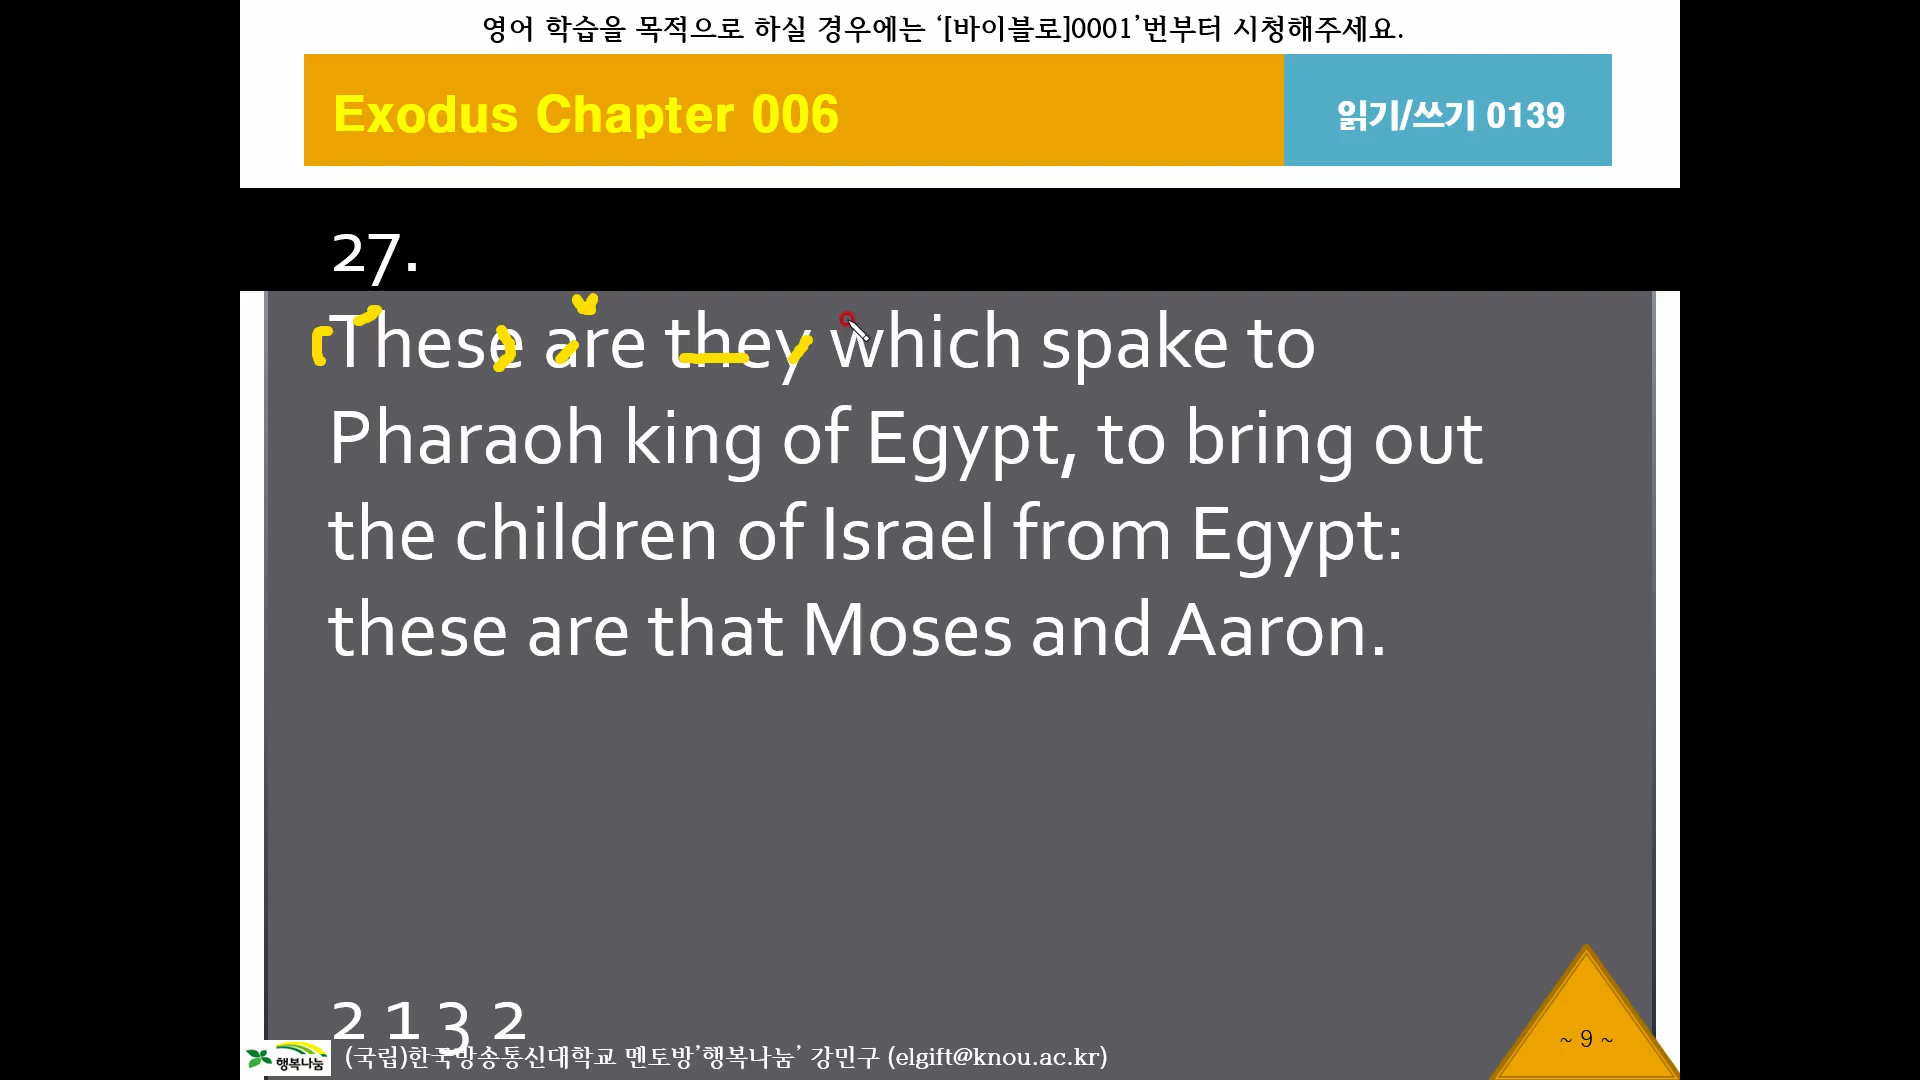 영어 학습을 목적으로 하실 경우에는 ‘[바이블로]0001’번부터 시청해주세요.
Exodus Chapter 006
읽기/쓰기 0139
27.
These are they which spake to
Pharaoh king of Egypt, to bring out
the children of Israel from Egypt:
these are that Moses and Aaron.
2 1 3 2
행복나눔
(국립)한국방송통신대학교 멘토방’행복나눔’ 강민구 (elgift@knou.ac.kr)
~ 9 ~